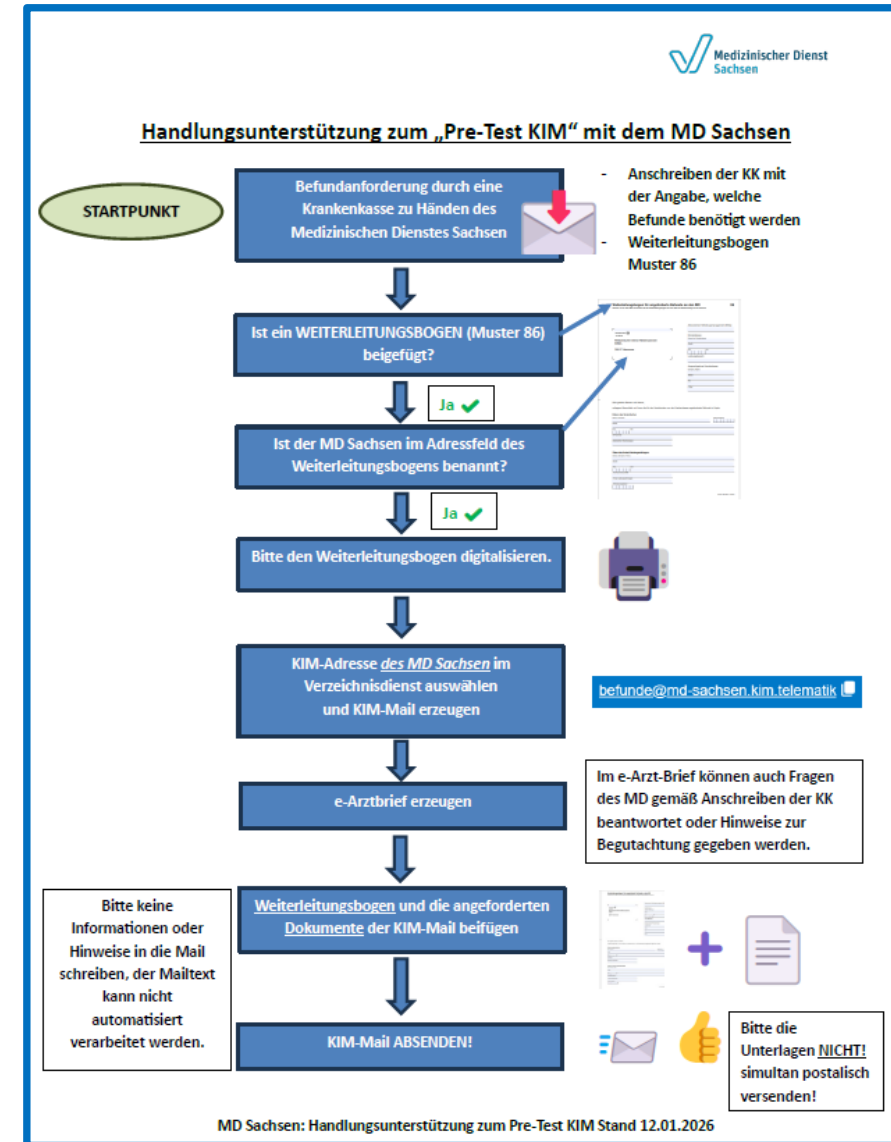 Medizinischer Dienst
Sachsen
Handlungsunterstützung zum „Pre-Test KIM“ mit dem MD Sachsen
STARTPUNKT
Befundanforderung durch eine
Krankenkasse zu Händen des
Medizinischen Dienstes Sachsen
- Anschreiben der KK mit
der Angabe, welche
Befunde benötigt werden
- Weiterleitungsbogen
Muster 86
Ist ein WEITERLEITUNGSBOGEN (Muster 86)
beigefügt?
Ja
Ist der MD Sachsen im Adressfeld des
Weiterleitungsbogens benannt?
Ja
Bitte den Weiterleitungsbogen digitalisieren.
KIM-Adresse des MD Sachsen im
Verzeichnisdienst auswählen
und KIM-Mail erzeugen
befunde@md-sachsen.kim.telematik
e-Arztbrief erzeugen
Im e-Arzt-Brief können auch Fragen
des MD gemäß Anschreiben der KK
beantwortet oder Hinweise zur
Begutachtung gegeben werden.
Weiterleitungsbogen und die angeforderten
Dokumente der KIM-Mail beifügen
Bitte keine
Informationen oder
Hinweise in die Mail
schreiben, der Mailtext
kann nicht
automatisiert
verarbeitet werden.
KIM-Mail ABSENDEN!
Bitte die
Unterlagen NICHT!
simultan postalisch
versenden!
MD Sachsen: Handlungsunterstützung zum Pre-Test KIM Stand 12.01.2026